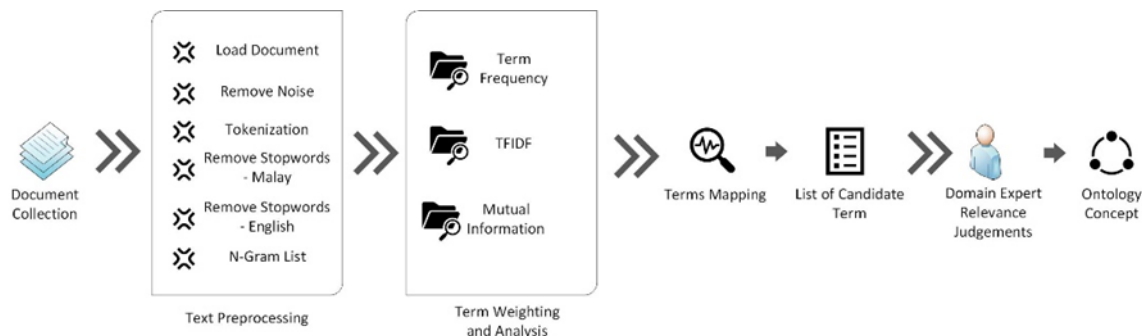 Document
Collection
Load Document
Remove Noise
Tokenization
Remove Stopwords
- Malay
Remove Stopwords
- English
N-Gram List
Text Preprocessing
Term
Frequency
TFIDF
Mutual
Information
Term Weighting
and Analysis
Terms Mapping
List of Candidate
Term
Domain Expert
Relevance
Judgements
Ontology
Concept